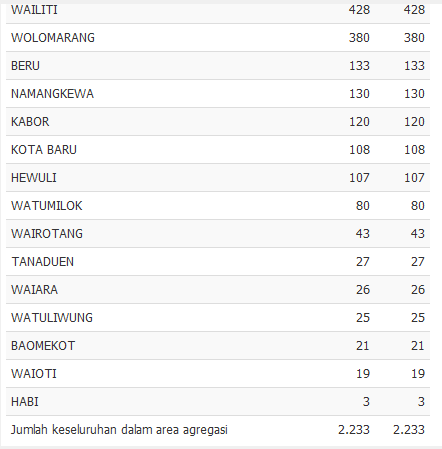 WAILITI 428 428
WOLOMARANG 380 380
BERU 133 133
NAMANGKEWA 130 130
KABOR 120 120
KOTA BARU 108 108
HEWULI 107 107
WATUMILOK 80 80
WAIROTANG 43 43
TANADUEN 27 27
WAIARA 26 26
WATULIWUNG 25 25
BAOMEKOT 21 21
WAIOTI 19 19
HABI 3 3
Jumlah keseluruhan dalam area agregasi 2.233 2.233